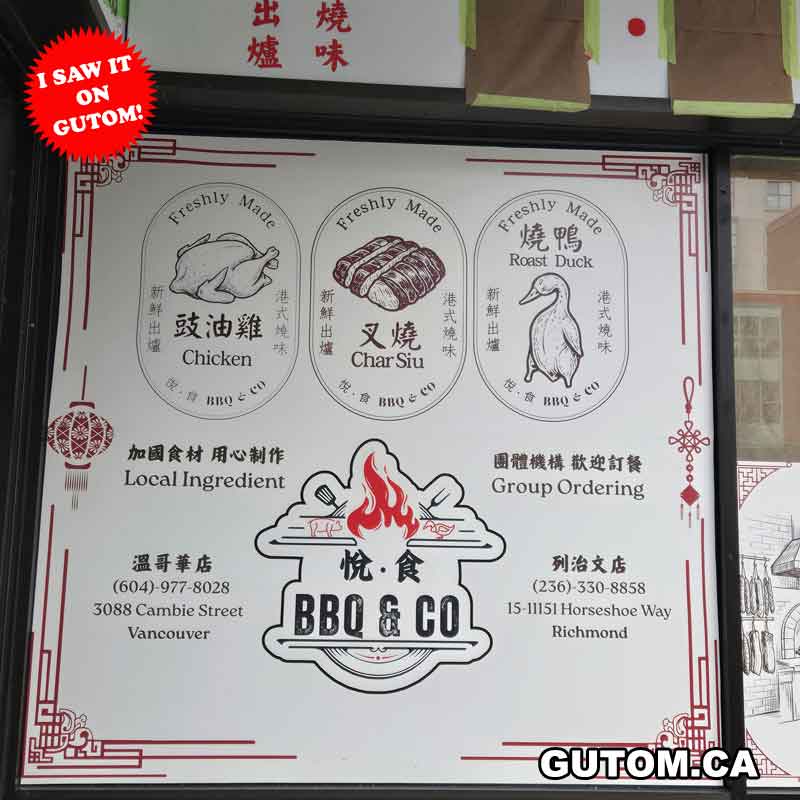 出爐
燒味
I SAW IT
ON
GUTOM!
Freshly Made
新鮮出爐
港式燒味
豉油雞
Chicken
悅·食 BBQ & CO
Freshly Made
新鮮出爐
港式燒味
叉燒
Char Siu
悅·食 BBQ & CO
Freshly Made
燒鴨
Roast Duck
新鮮出爐
港式燒味
悅·食 BBQ & CO
加國食材 用心制作
Local Ingredient
團體機構 歡迎訂餐
Group Ordering
悅·食
BBQ & CO
溫哥華店
(604)-977-8028
3088 Cambie Street
Vancouver
列治文店
(236)-330-8858
15-11151 Horseshoe Way
Richmond
GUTOM.CA